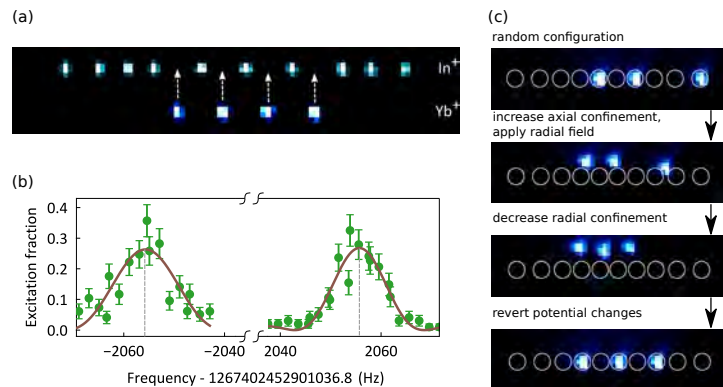 (a)
In+
Yb+
(b)
Excitation fraction
0.4
0.3
0.2
0.1
0.0
−2060
−2040
2040
2060
Frequency - 1267402452901036.8 (Hz)
(c)
random configuration
increase axial confinement,
apply radial field
decrease radial confinement
revert potential changes